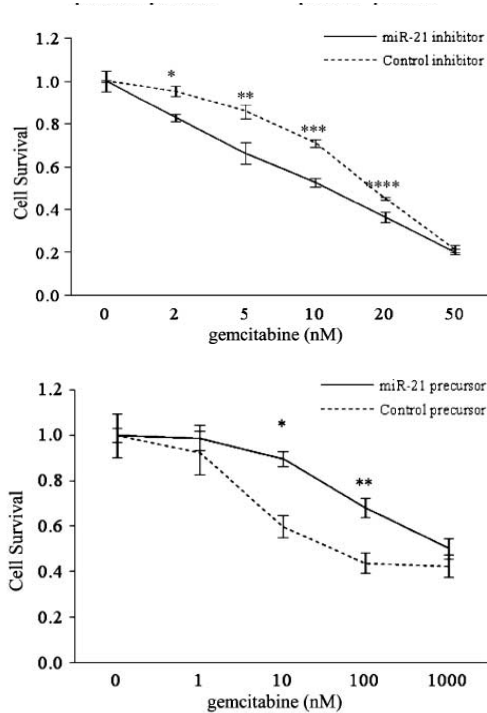 1.2
miR-21 inhibitor
Control inhibitor
1.0
*
**
0.8
***
0.6
****
0.4
0.2
0.0
Cell Survival
0 2 5 10 20 50
gemcitabine (nM)
1.2
miR-21 precursor
Control precursor
1.0
*
0.8
**
0.6
0.4
0.2
0.0
Cell Survival
0 1 10 100 1000
gemcitabine (nM)